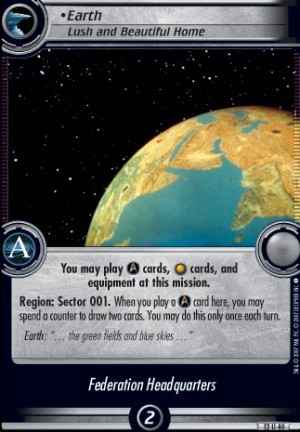 •Earth
Lush and Beautiful Home
A
You may play A cards, cards, and
equipment at this mission.
Region: Sector 001. When you play a A card here, you may
spend a counter to draw two cards. You may do this only once each turn.
Earth: "… the green fields and blue skies …"
Federation Headquarters
2
12 U 40